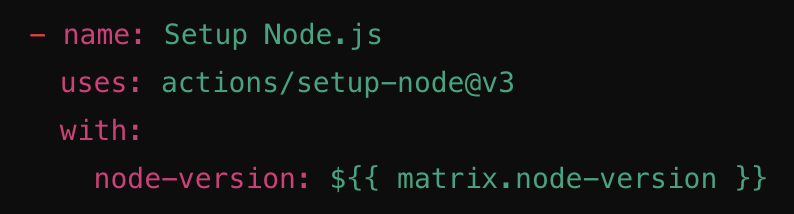 - name: Setup Node.js
  uses: actions/setup-node@v3
  with:
    node-version: ${{ matrix.node-version }}